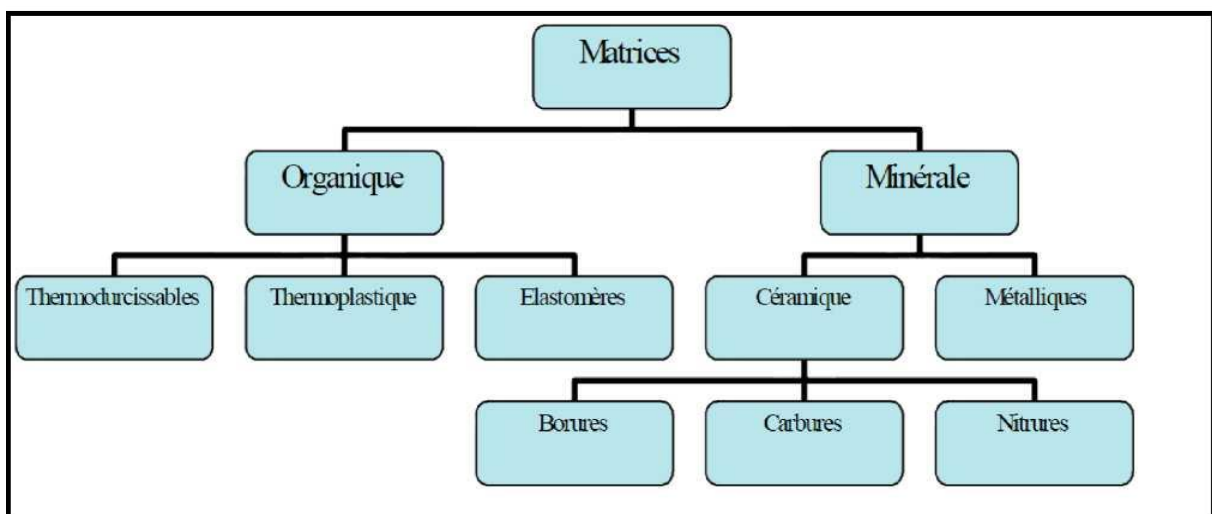 Matrices
Organique
Minérale
Thermodurcissables
Thermoplastique
Elastomères
Céramique
Métalliques
Borures
Carbures
Nitrures